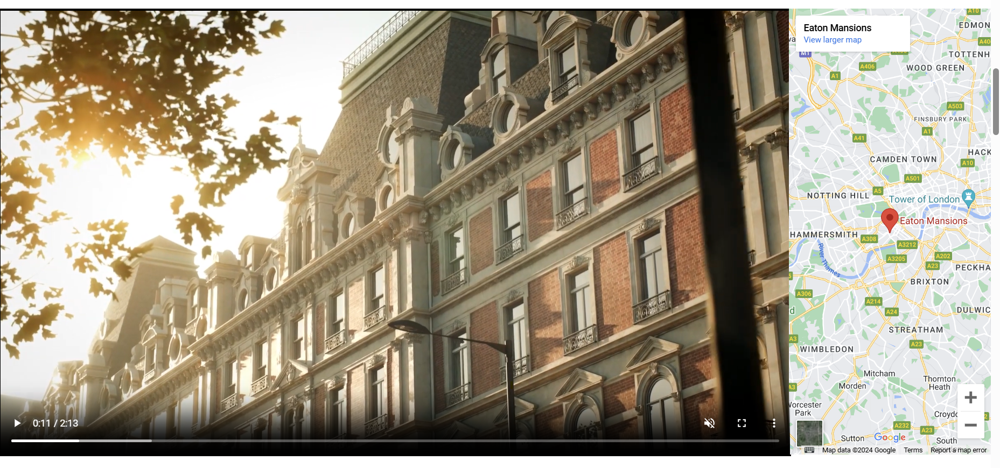 0:11 / 2:13
Eaton Mansions
View larger map
A10
EDMON
A40
M1
TOTTENH
A406
WOOD GREEN
A1
A503
FINSBURY PARK
A1
A41
HACK
CAMDEN TOWN
A10
A501
A5
NOTTING HILL
Tower of London
Eaton Mansions
HAMMERSMITH
A308
A3212
River Thames
A202
A3205
A23
PECKHA
BRIXTON
A306
A214
A24
DULWIC
d
STREATHAM
A3
A23
WIMBLEDON
Mitcham
Thornton
Heath
Morden
A3
Vorcester
Park
Croydo
2
A232
A23
Sutton
Google
South
Map data ©2024 Google
Terms
Report a map error